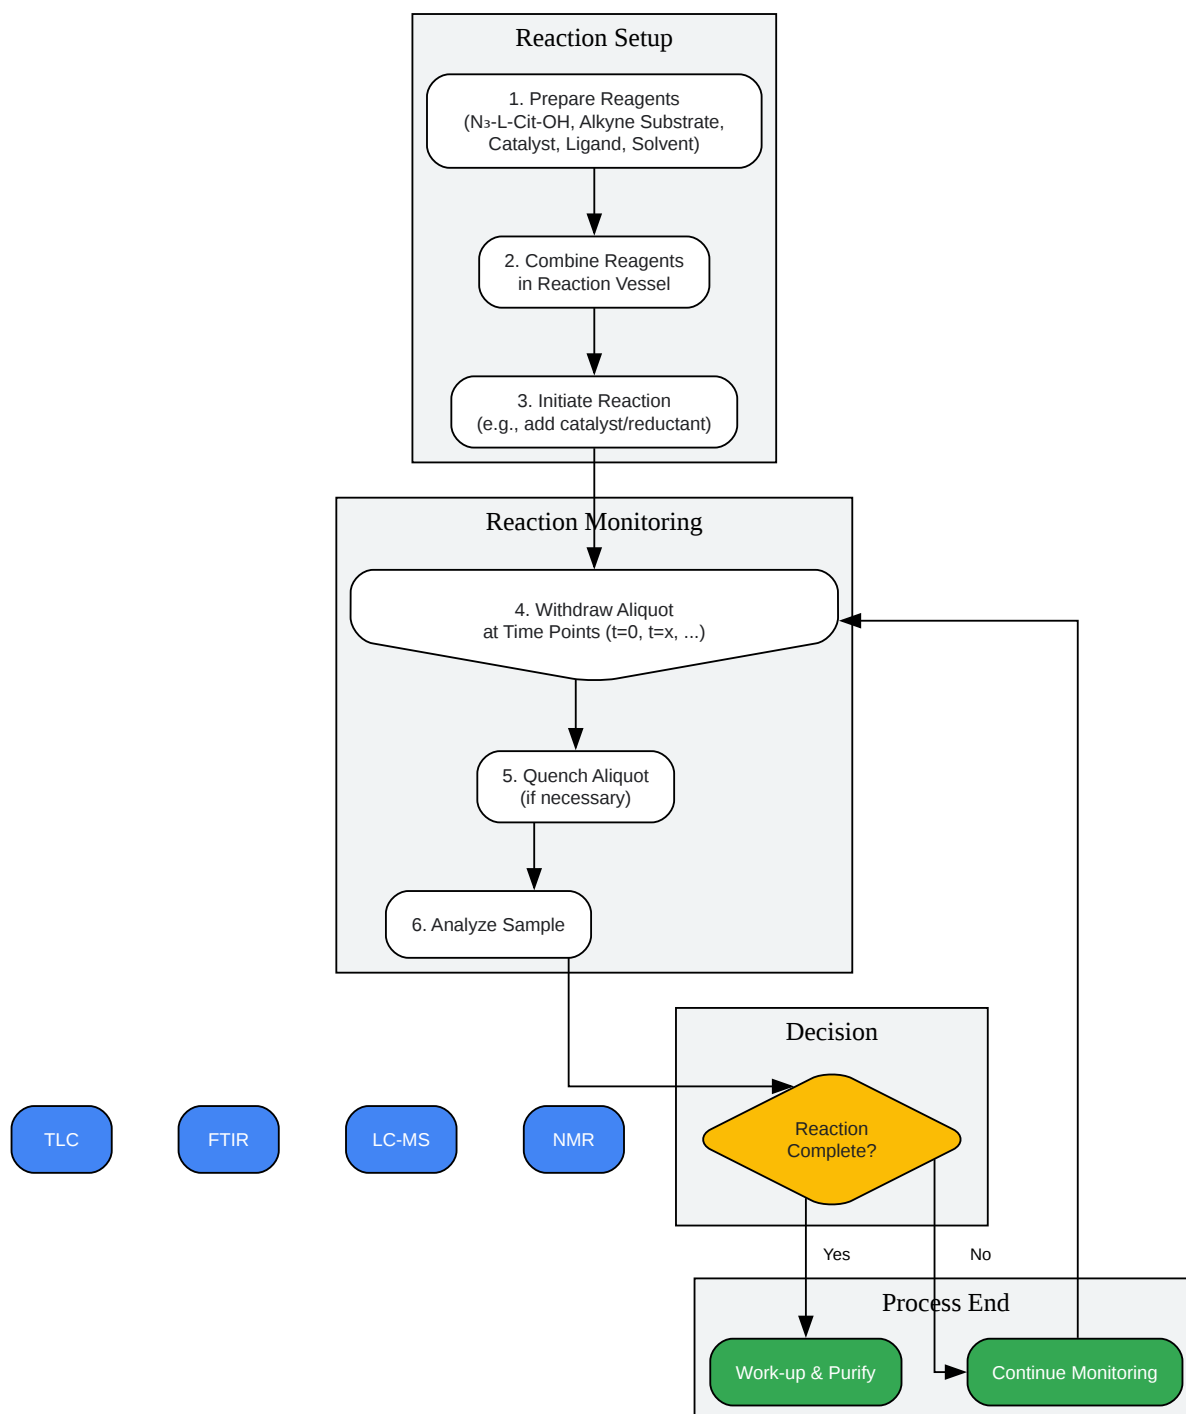 Reaction Setup
1. Prepare Reagents
(N₃-L-Cit-OH, Alkyne Substrate,
Catalyst, Ligand, Solvent)
2. Combine Reagents
in Reaction Vessel
3. Initiate Reaction
(e.g., add catalyst/reductant)
Reaction Monitoring
4. Withdraw Aliquot
at Time Points (t=0, t=x, ...)
5. Quench Aliquot
(if necessary)
6. Analyze Sample
Decision
TLC
FTIR
LC-MS
NMR
Reaction
Complete?
Yes
No
Process End
Work-up & Purify
Continue Monitoring